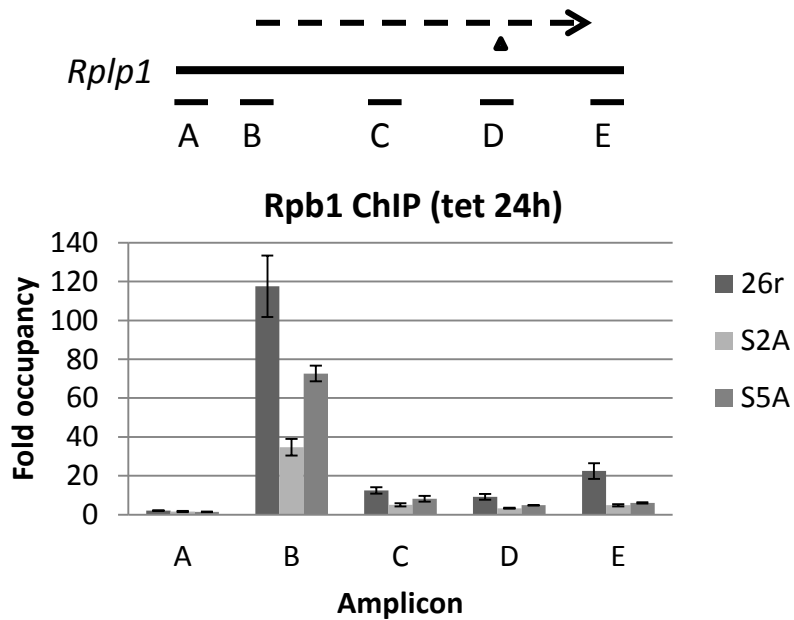 Rplp1
A B C D E
Rpb1 ChIP (tet 24h)
140
120
100
80
60
40
20
0
Fold occupancy
A B C D E
Amplicon
26r
S2A
S5A